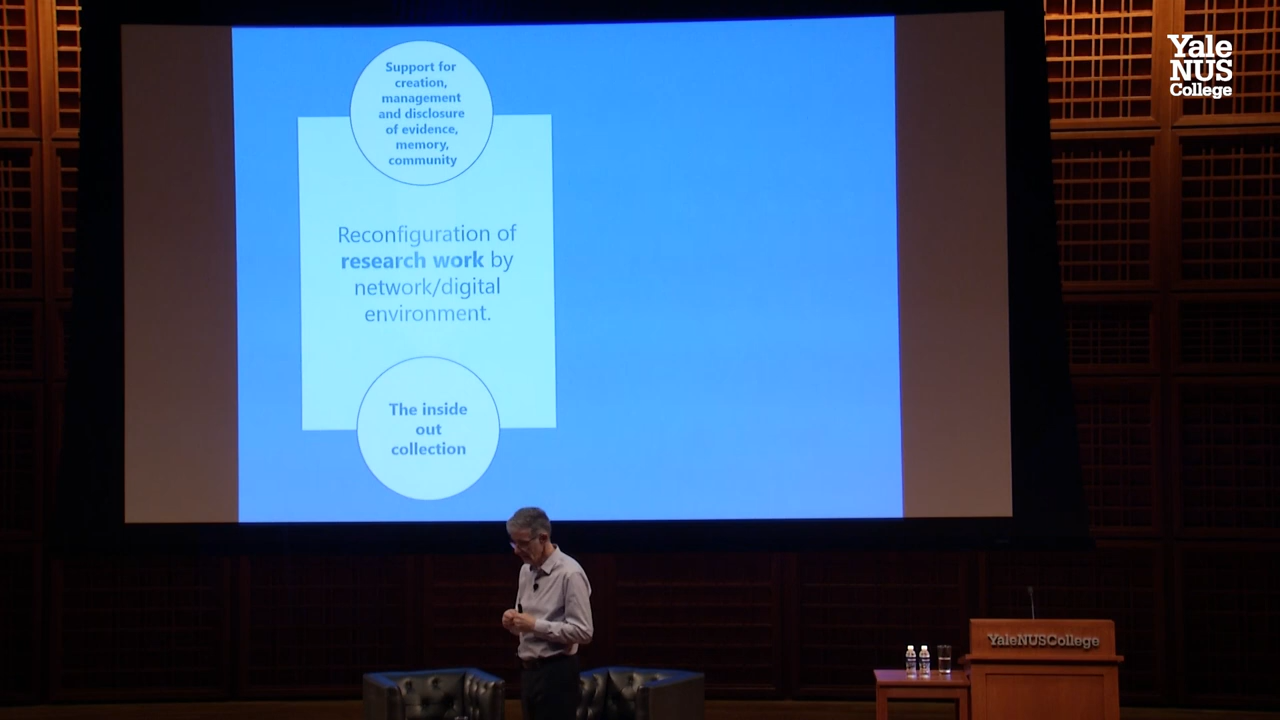 Support for
creation,
management
and disclosure
of evidence,
memory,
community
Reconfiguration of
research work by
network/digital
environment.
The inside
out
collection
Yale
NUS
College
YaleNUSCollege